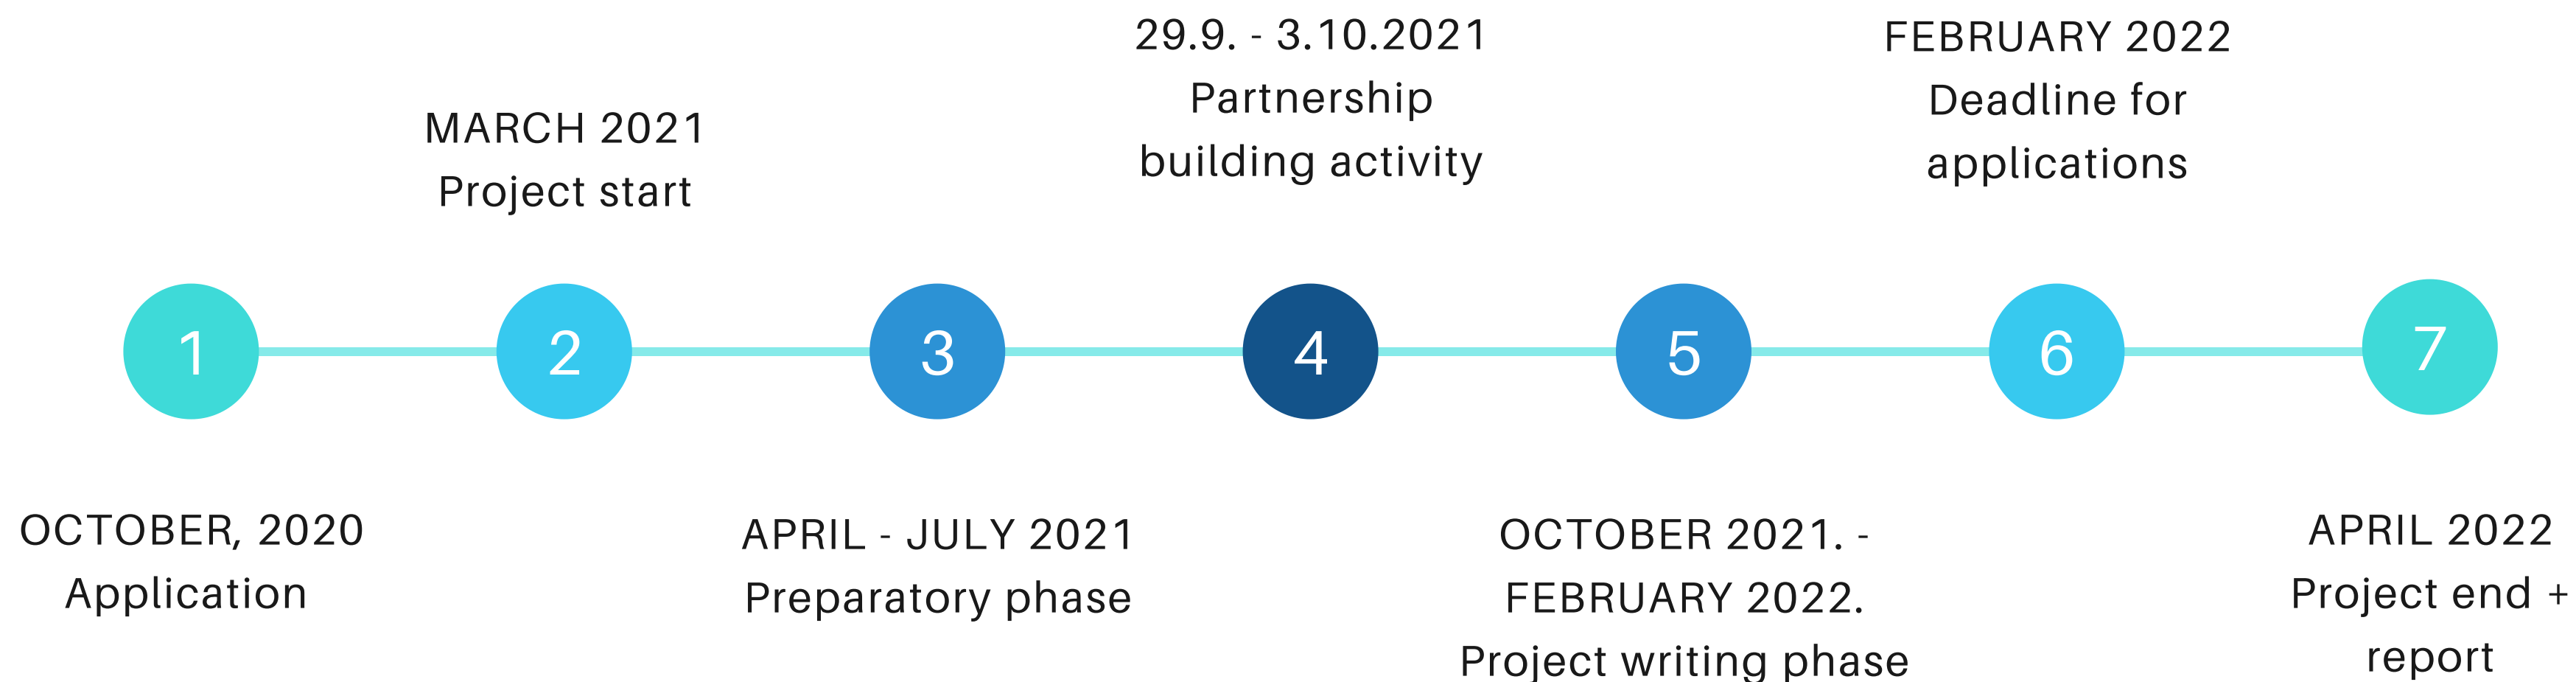 29.9. - 3.10.2021
Partnership
building activity
FEBRUARY 2022
Deadline for
applications
MARCH 2021
Project start
1
2
3
4
5
6
7
OCTOBER, 2020
Application
APRIL - JULY 2021
Preparatory phase
OCTOBER 2021. -
FEBRUARY 2022.
Project writing phase
APRIL 2022
Project end +
report